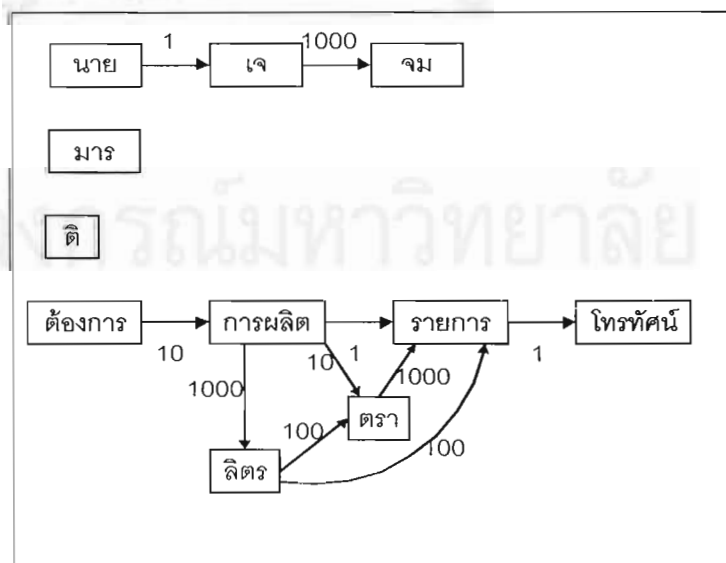 1 1000
นาย เจ จม
มาร
ติ
ต้องการ การผลิต รายการ โทรทัศน์
10 10 1 1000 1
1000
ตรา
100 100
ลิตร